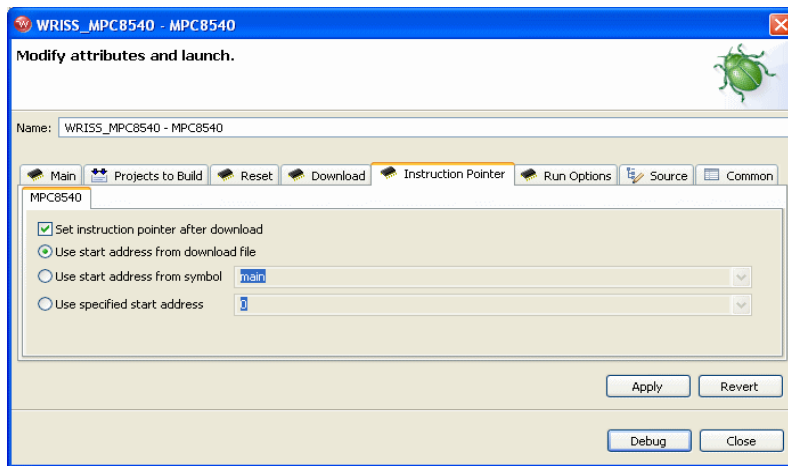 WRISS_MPC8540 - MPC8540
Modify attributes and launch.
Name: WRISS_MPC8540 - MPC8540
Main Projects to Build Reset Download Instruction Pointer Run Options Source Common
MPC8540
Set instruction pointer after download
Use start address from download file
Use start address from symbol main
Use specified start address 0
Apply Revert
Debug Close